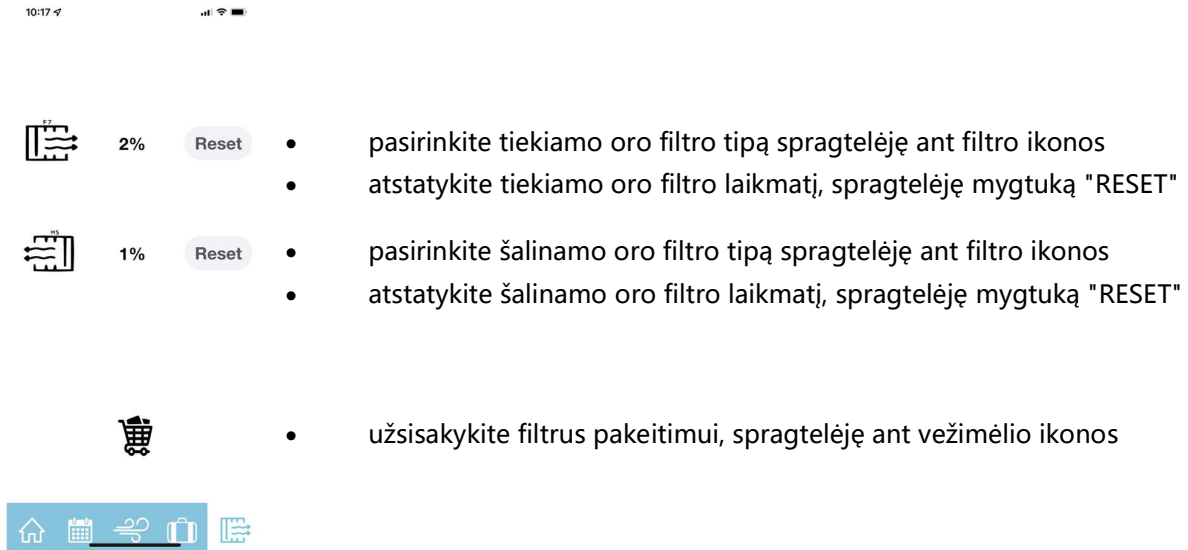 10:17
F7
2% Reset
• pasirinkite tiekiamo oro filtro tipą spragtelėję ant filtro ikonos
• atstatykite tiekiamo oro filtro laikmatį, spragtelėję mygtuką "RESET"
M5
1% Reset
• pasirinkite šalinamo oro filtro tipą spragtelėję ant filtro ikonos
• atstatykite šalinamo oro filtro laikmatį, spragtelėję mygtuką "RESET"
• užsisakykite filtrus pakeitimui, spragtelėję ant vežimėlio ikonos